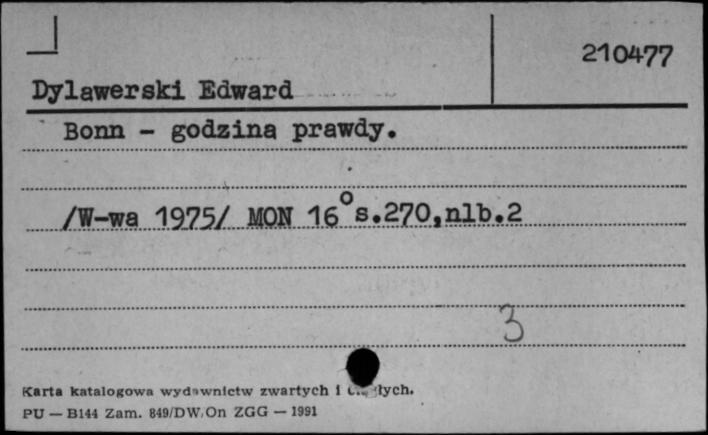 210477
Dylawerski Edward
Bonn - godzina prawdy.
/W-wa 1975/ MON 16° s.270,nlb.2
3
Karta katalogowa wydawnictw zwartych i
PU — B144 Zam. 849/DW.On ZGG — 1991